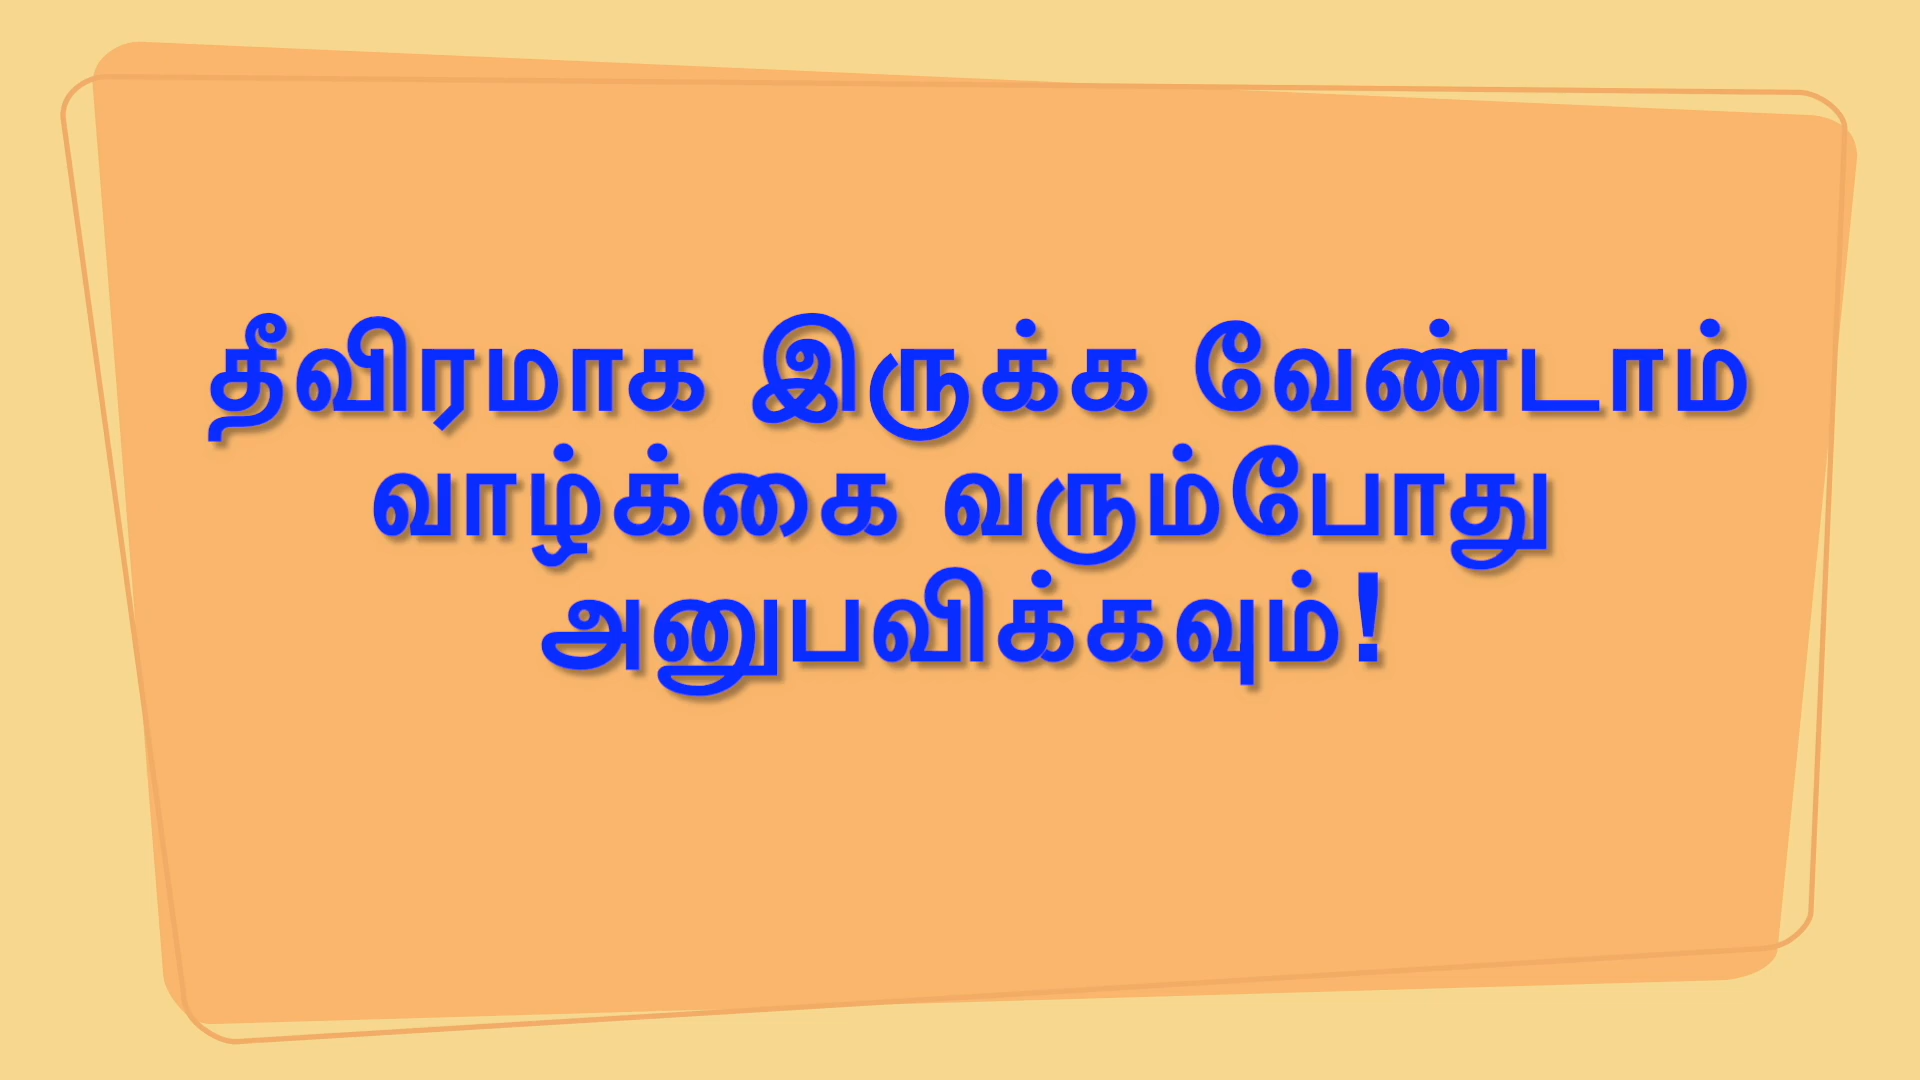 தீவிரமாக இருக்க வேண்டாம்
வாழ்க்கை வரும்போது
அனுபவிக்கவும்!